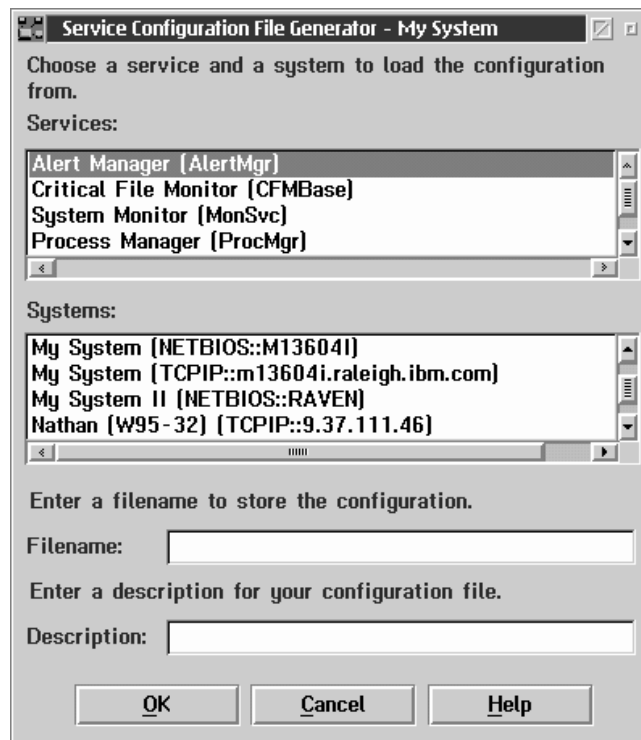 Service Configuration File Generator - My System
Choose a service and a system to load the configuration
from.
Services:
Alert Manager (AlertMgr)
Critical File Monitor (CFMBase)
System Monitor (MonSvc)
Process Manager (ProcMgr)
Systems:
My System (NETBIOS::M13604I)
My System (TCPIP::m13604i.raleigh.ibm.com)
My System II (NETBIOS::RAVEN)
Nathan (W95-32) (TCPIP::9.37.111.46)
Enter a filename to store the configuration.
Filename:
Enter a description for your configuration file.
Description:
OK Cancel Help